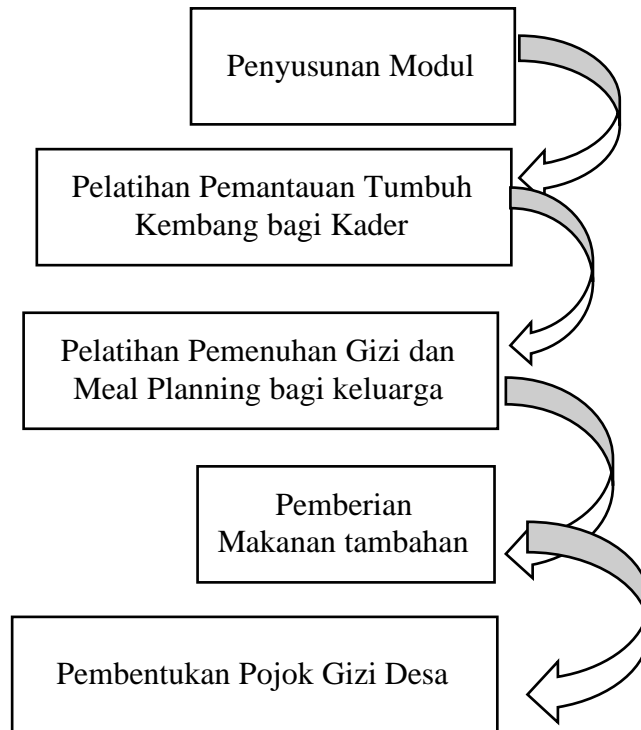 Penyusunan Modul
Pelatihan Pemantauan Tumbuh
Kembang bagi Kader
Pelatihan Pemenuhan Gizi dan
Meal Planning bagi keluarga
Pemberian
Makanan tambahan
Pembentukan Pojok Gizi Desa